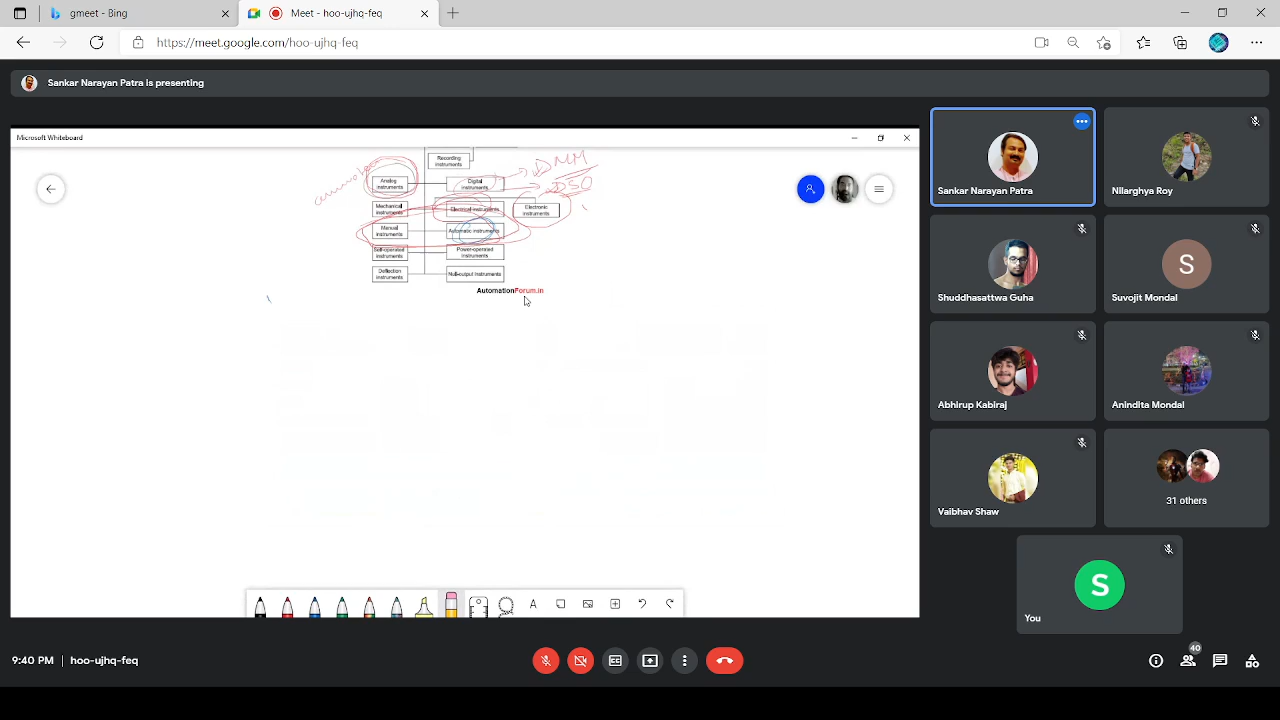 gmeet - Bing
Meet - hoo-ujhq-feq
https://meet.google.com/hoo-ujhq-feq
Sankar Narayan Patra is presenting
Microsoft Whiteboard
Recording
Instruments
Analog
Instruments
Digital
Instruments
DMM
DSO
Mechanical
Instruments
Electrical Instruments
Electronic
Instruments
Manual
Instruments
Automatic Instruments
Self-operated
Instruments
Power-operated
Instruments
Deflection
Instruments
Null-output Instruments
AutomationForum.in
Sankar Narayan Patra
Nilarghya Roy
Shuddhasattwa Guha
S
Suvojit Mondal
Abhirup Kabiraj
Anindita Mondal
Vaibhav Shaw
31 others
S
You
A
9:40 PM
hoo-ujhq-feq
CC
40